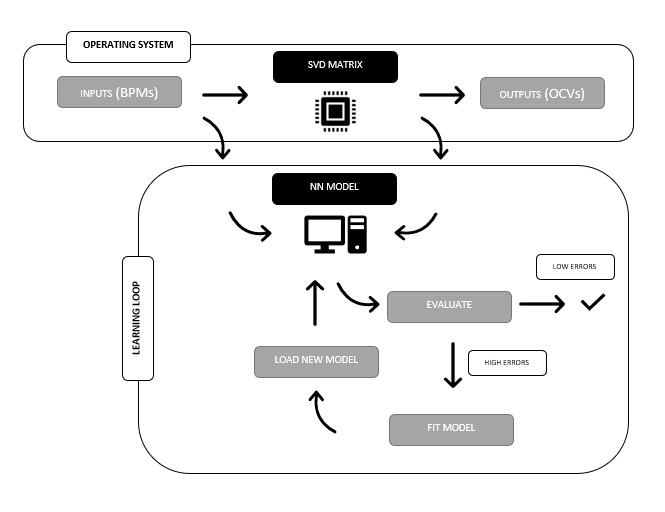 OPERATING SYSTEM
SVD MATRIX
INPUTS (BPMs)
OUTPUTS (OCVs)
NN MODEL
LOW ERRORS
EVALUATE
LEARNING LOOP
LOAD NEW MODEL
HIGH ERRORS
FIT MODEL